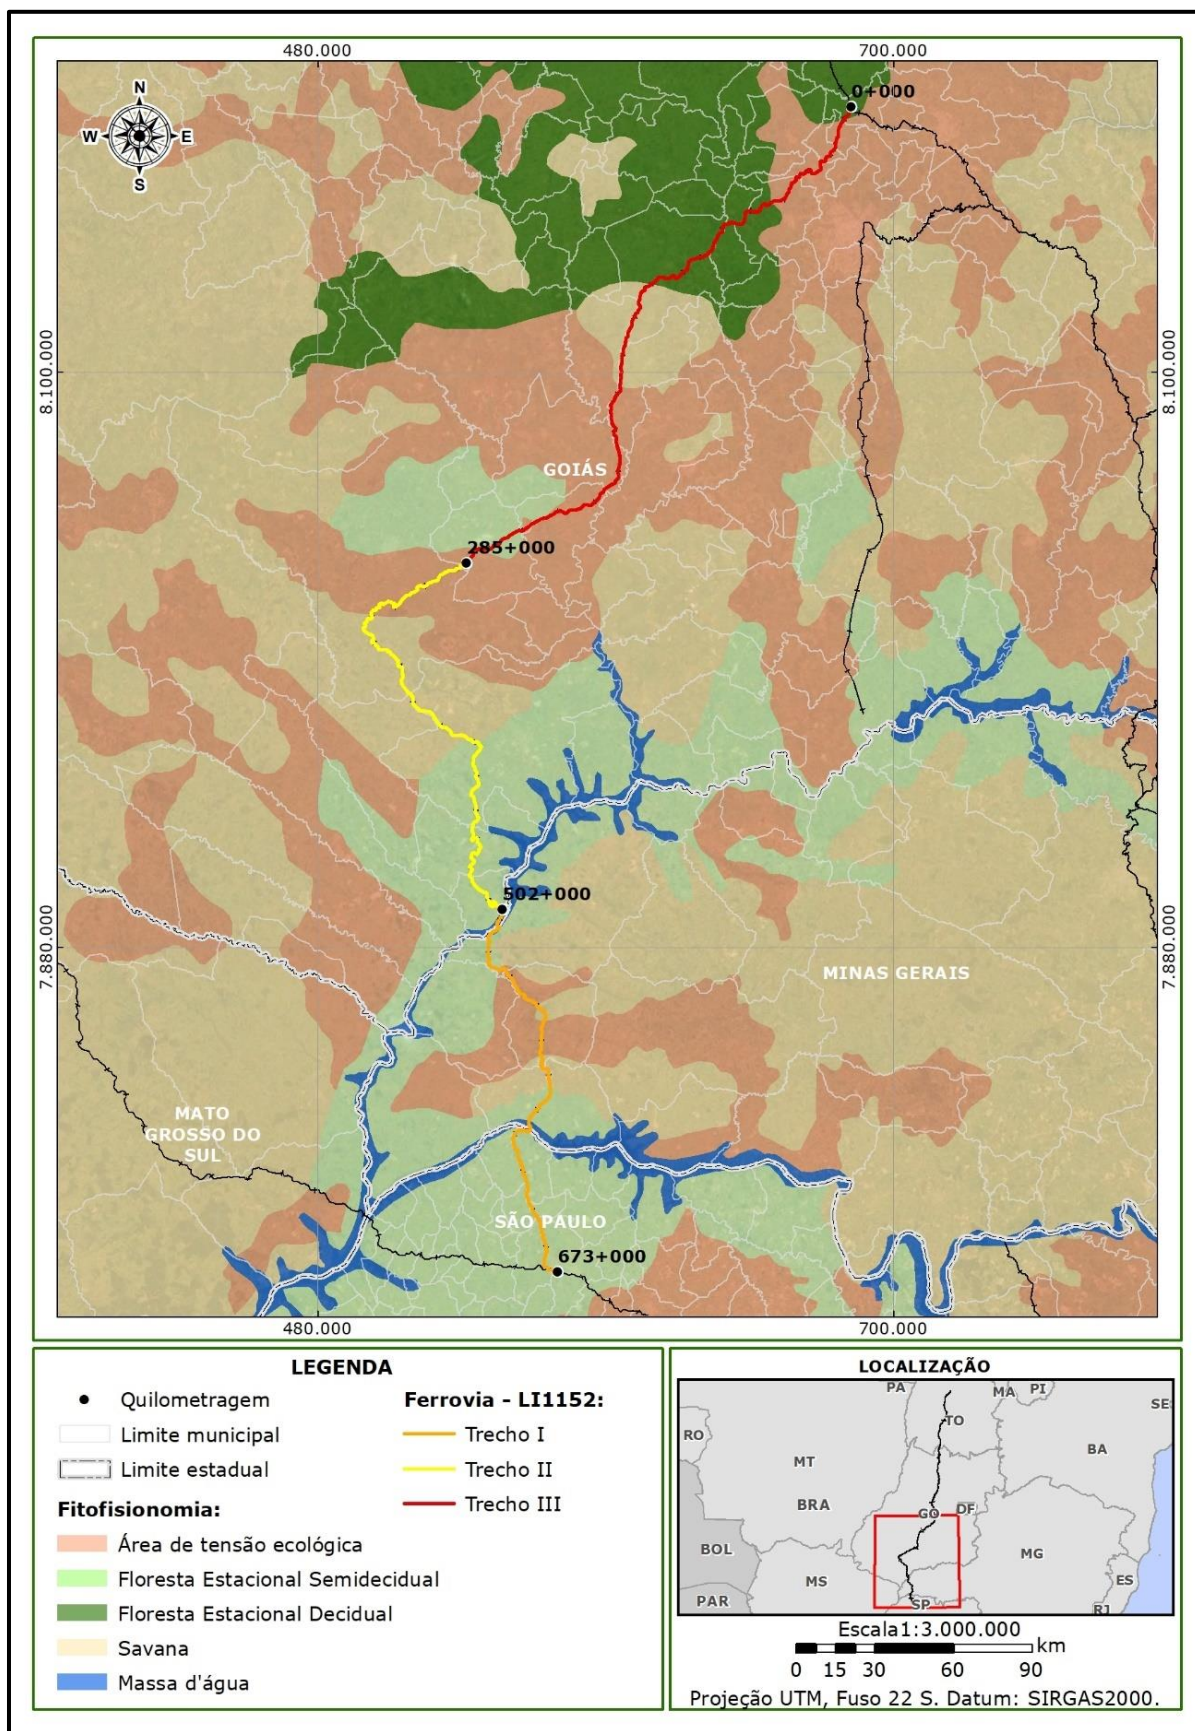 480.000
700.000
N
W
E
S
0+000
8.100.000
8.100.000
GOIÁS
285+000
502+000
7.880.000
7.880.000
MINAS GERAIS
MATO
GROSSO DO
SUL
SÃO PAULO
673+000
480.000
700.000
LEGENDA
Quilometragem
Limite municipal
Limite estadual
Fitofisionomia:
Área de tensão ecológica
Floresta Estacional Semidecidual
Floresta Estacional Decidual
Savana
Massa d'água
Ferrovia - LI1152:
Trecho I
Trecho II
Trecho III
LOCALIZAÇÃO
PA
MA
PI
SE
TO
RO
BA
MT
BRA
GO
DF
BOL
MG
MS
ES
PAR
SP
RJ
Escala1:3.000.000
km
0 15 30 60 90
Projeção UTM, Fuso 22 S. Datum: SIRGAS2000.